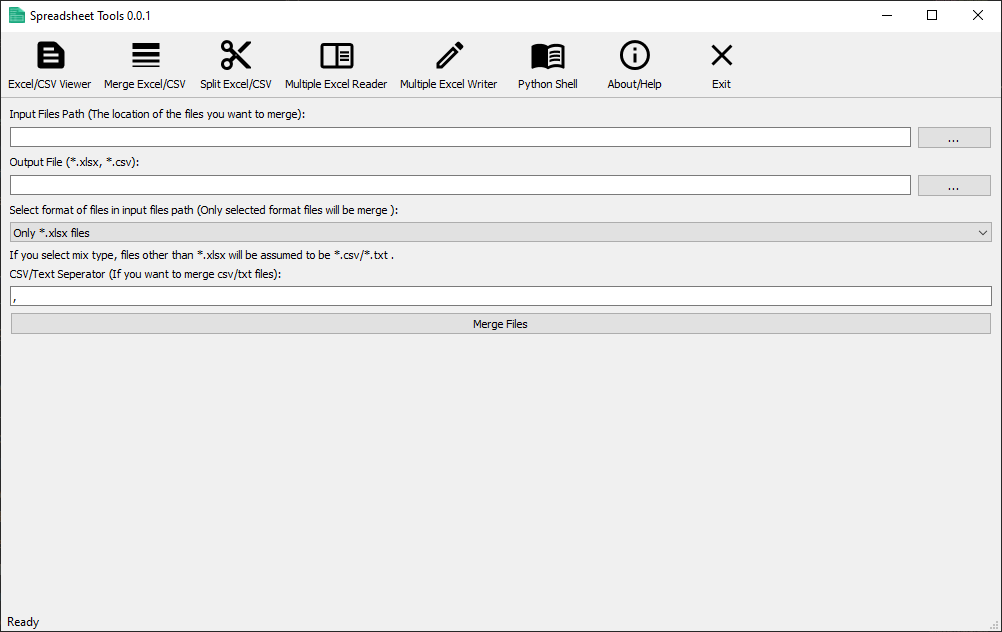 Spreadsheet Tools 0.0.1
Excel/CSV Viewer Merge Excel/CSV Split Excel/CSV Multiple Excel Reader Multiple Excel Writer Python Shell About/Help Exit
Input Files Path (The location of the files you want to merge):
...
Output File (*.xlsx, *.csv):
...
Select format of files in input files path (Only selected format files will be merge ):
Only *.xlsx files
If you select mix type, files other than *.xlsx will be assumed to be *.csv/*.txt .
CSV/Text Seperator (If you want to merge csv/txt files):
,
Merge Files
Ready